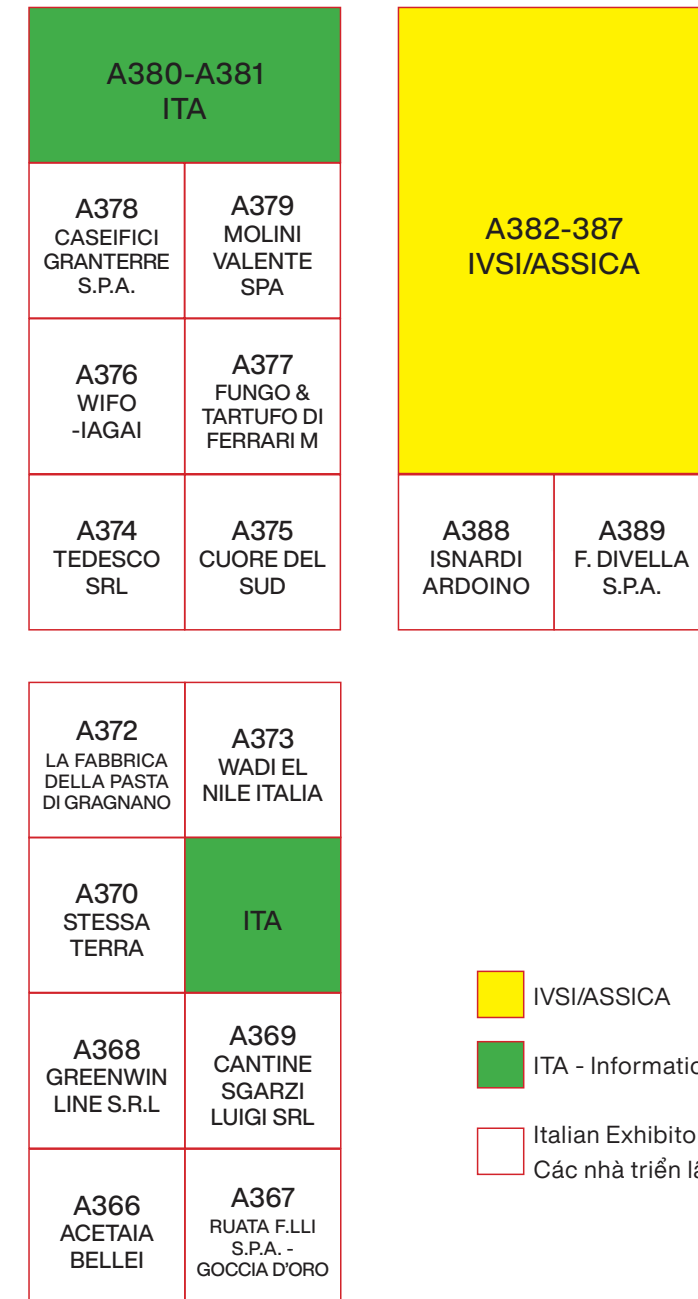 A380-A381
ITA
A378
CASEIFICI
GRANTERRE
S.P.A.
A379
MOLINI
VALENTE
SPA
A376
WIFO
-IAGAI
A377
FUNGO &
TARTUFO DI
FERRARI M
A374
TEDESCO
SRL
A375
CUORE DEL
SUD
A382-387
IVSI/ASSICA
A388
ISNARDI
ARDOINO
A389
F. DIVELLA
S.P.A.
A372
LA FABBRICA
DELLA PASTA
DI GRAGNANO
A373
WADI EL
NILE ITALIA
A370
STESSA
TERRA
ITA
A368
GREENWIN
LINE S.R.L
A369
CANTINE
SGARZI
LUIGI SRL
A366
ACETAIA
BELLEI
A367
RUATA F.LLI
S.P.A. -
GOCCIA D'ORO
IVSI/ASSICA
ITA - Informatio
Italian Exhibito
Các nhà triển lã